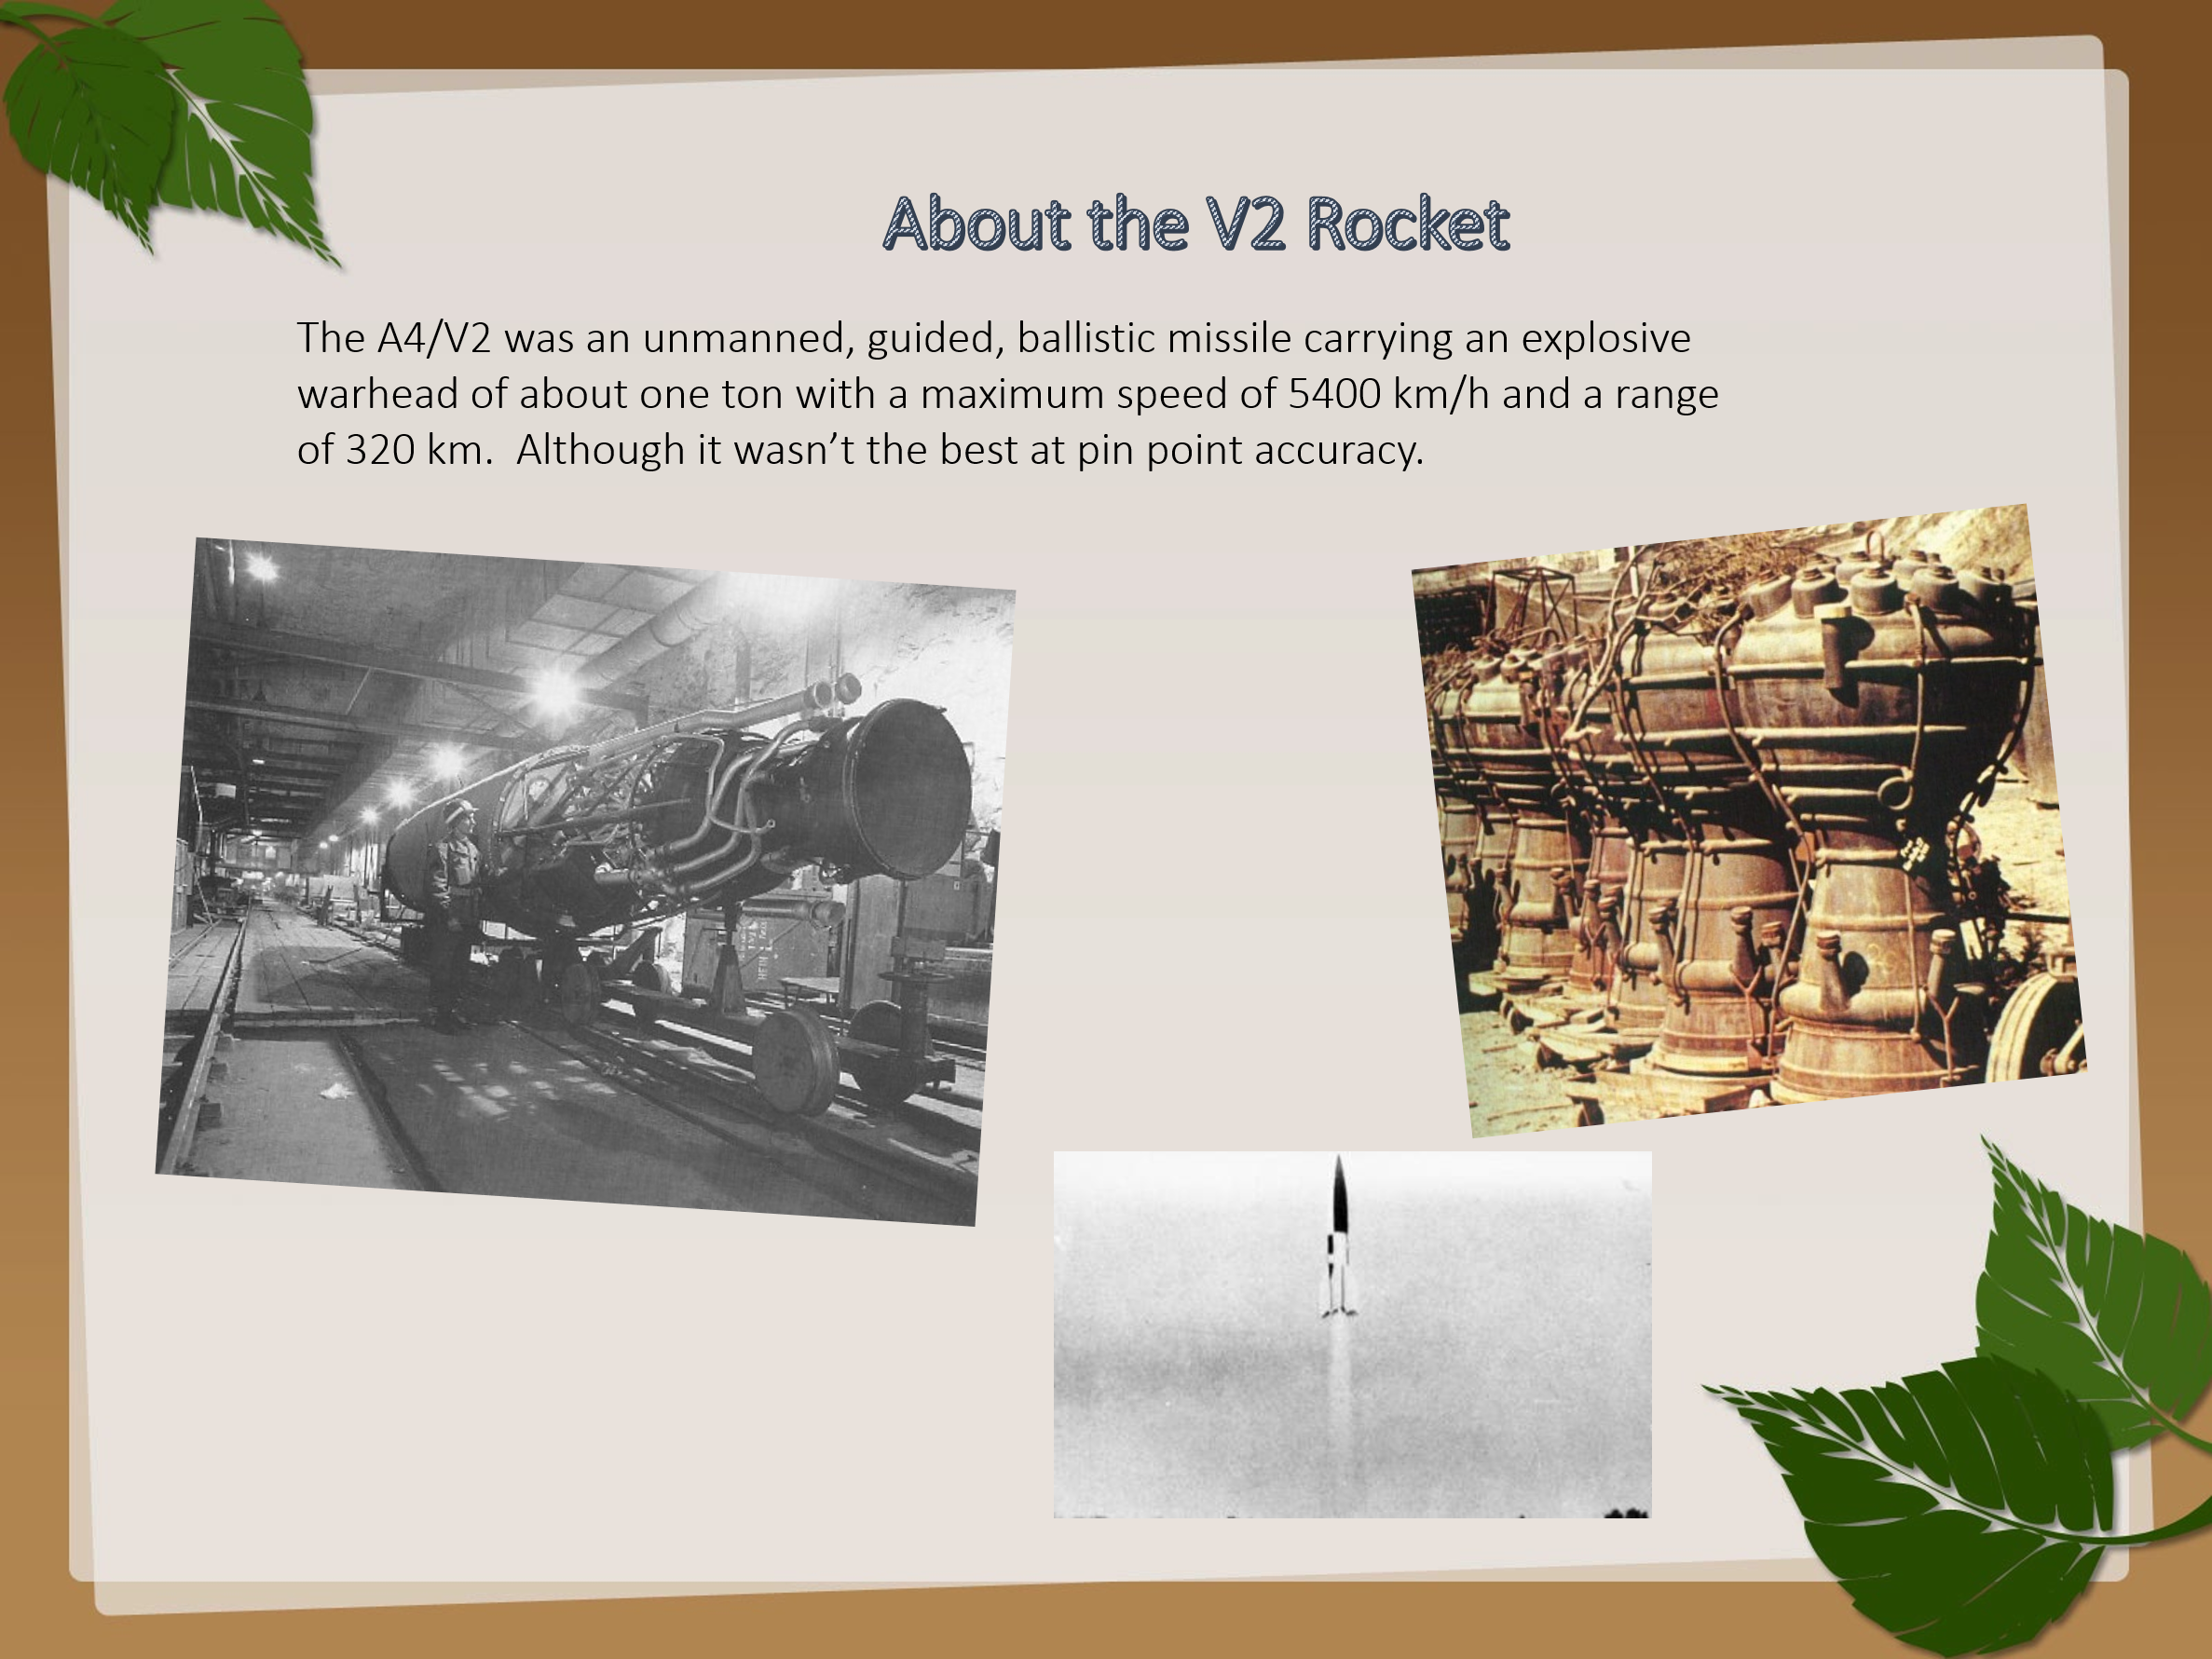 About the V2 Rocket
The A4/V2 was an unmanned, guided, ballistic missile carrying an explosive
warhead of about one ton with a maximum speed of 5400 km/h and a range
of 320 km.  Although it wasn’t the best at pin point accuracy.